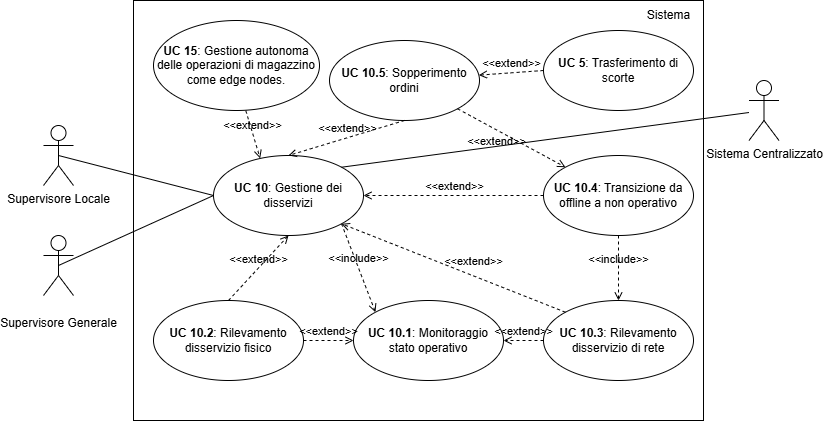 Sistema
UC 15: Gestione autonoma
delle operazioni di magazzino
come edge nodes.
UC 10.5: Sopperimento
ordini
<<extend>>
UC 5: Trasferimento di
scorte
<<extend>>
<<extend>>
<<extend>>
Sistema Centralizzato
Supervisore Locale
UC 10: Gestione dei
disservizi
<<extend>>
UC 10.4: Transizione da
offline a non operativo
<<extend>>
<<include>>
<<extend>>
<<include>>
Supervisore Generale
UC 10.2: Rilevamento
disservizio fisico
<<extend>>
UC 10.1: Monitoraggio
stato operativo
<<extend>>
UC 10.3: Rilevamento
disservizio di rete